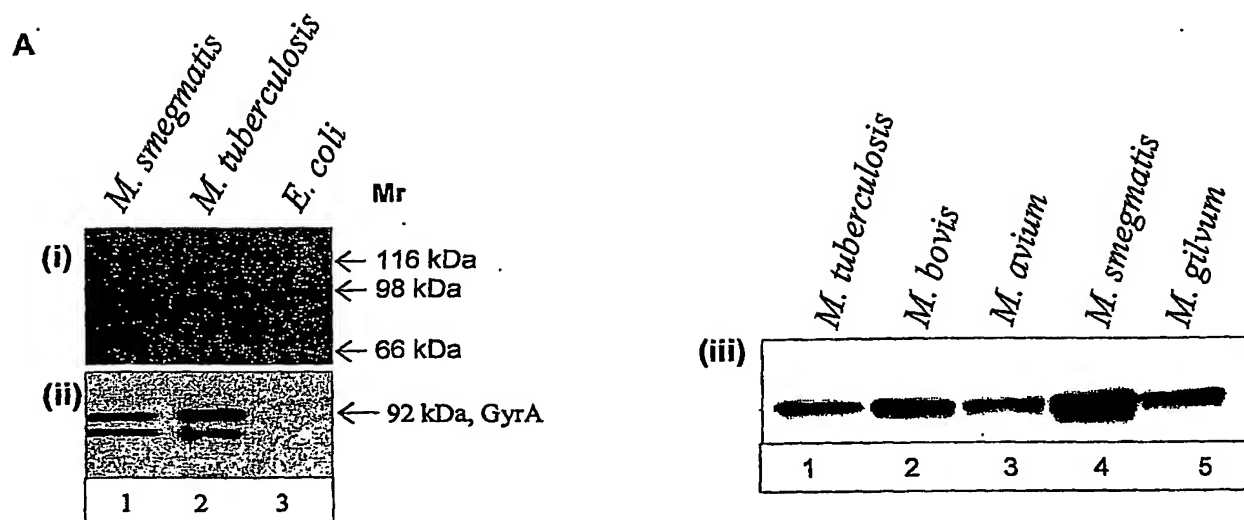 A
M. smegmatis
M. tuberculosis
E. coli
Mr
(i)
116 kDa
98 kDa
66 kDa
(ii)
92 kDa, GyrA
1 2 3
M. tuberculosis
M. bovis
M. avium
M. smegmatis
M. gilvum
(iii)
1 2 3 4 5